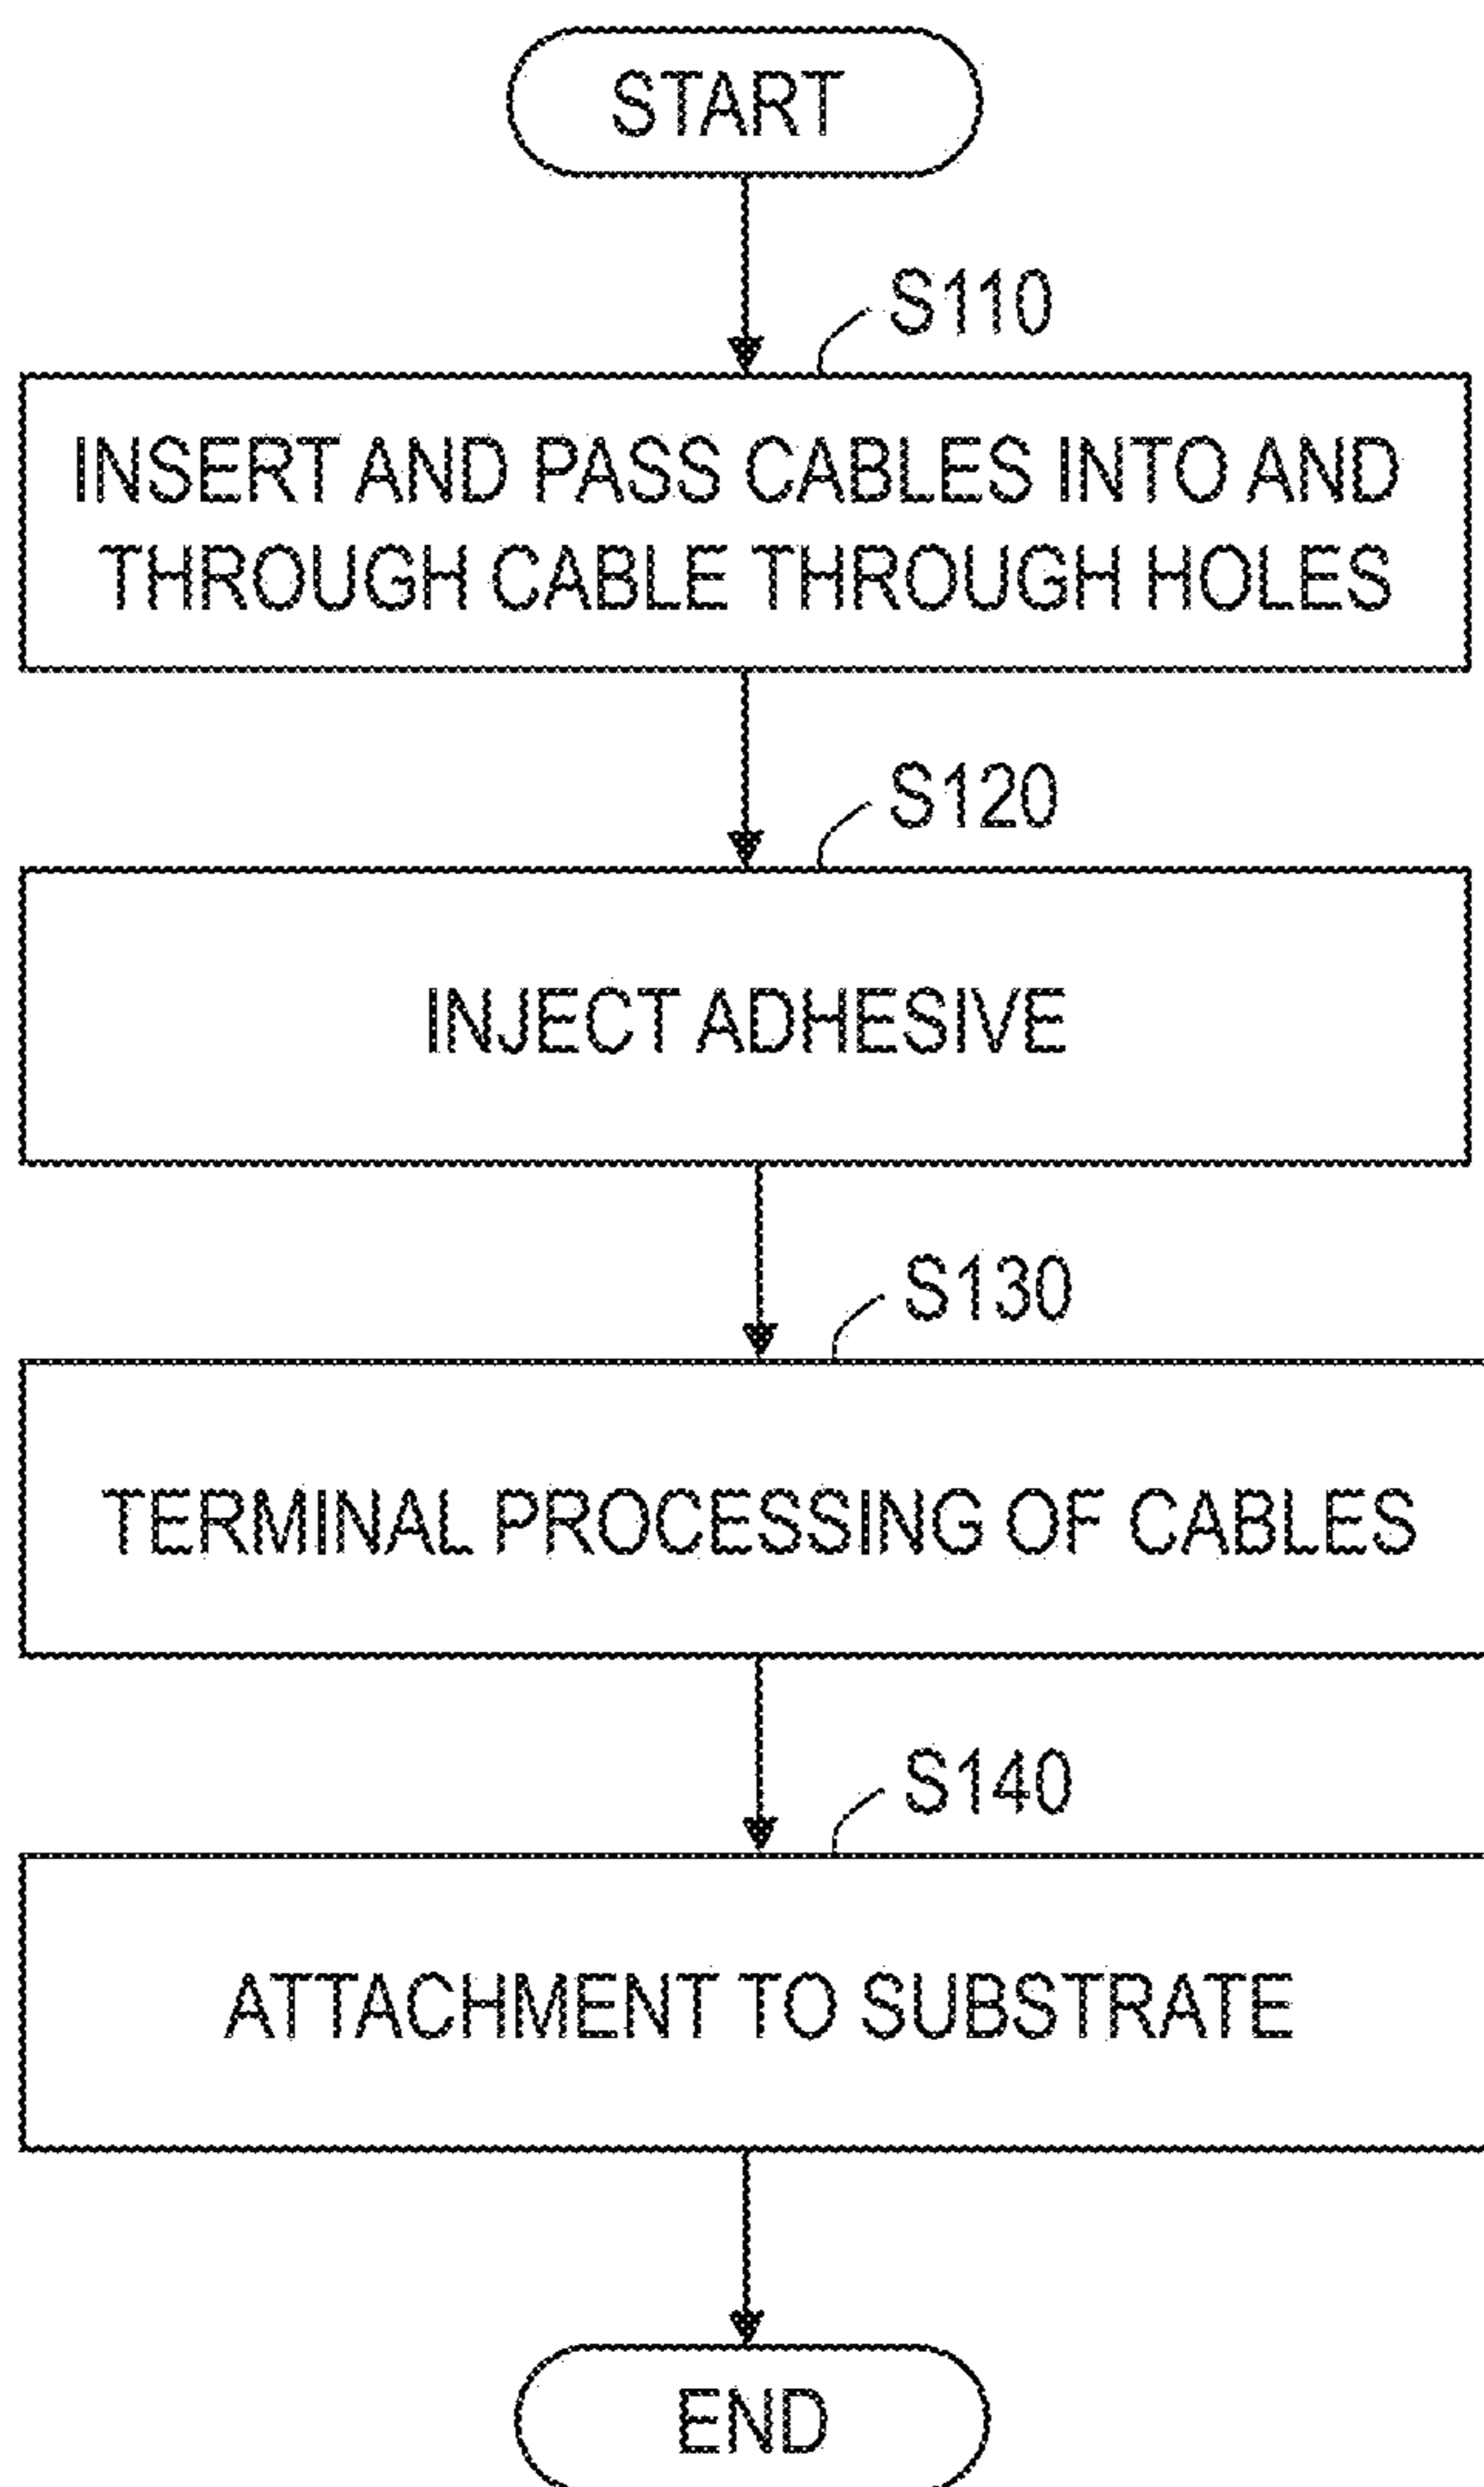 START
S110
INSERT AND PASS CABLES INTO AND
THROUGH CABLE THROUGH HOLES
S120
INJECT ADHESIVE
S130
TERMINAL PROCESSING OF CABLES
S140
ATTACHMENT TO SUBSTRATE
END